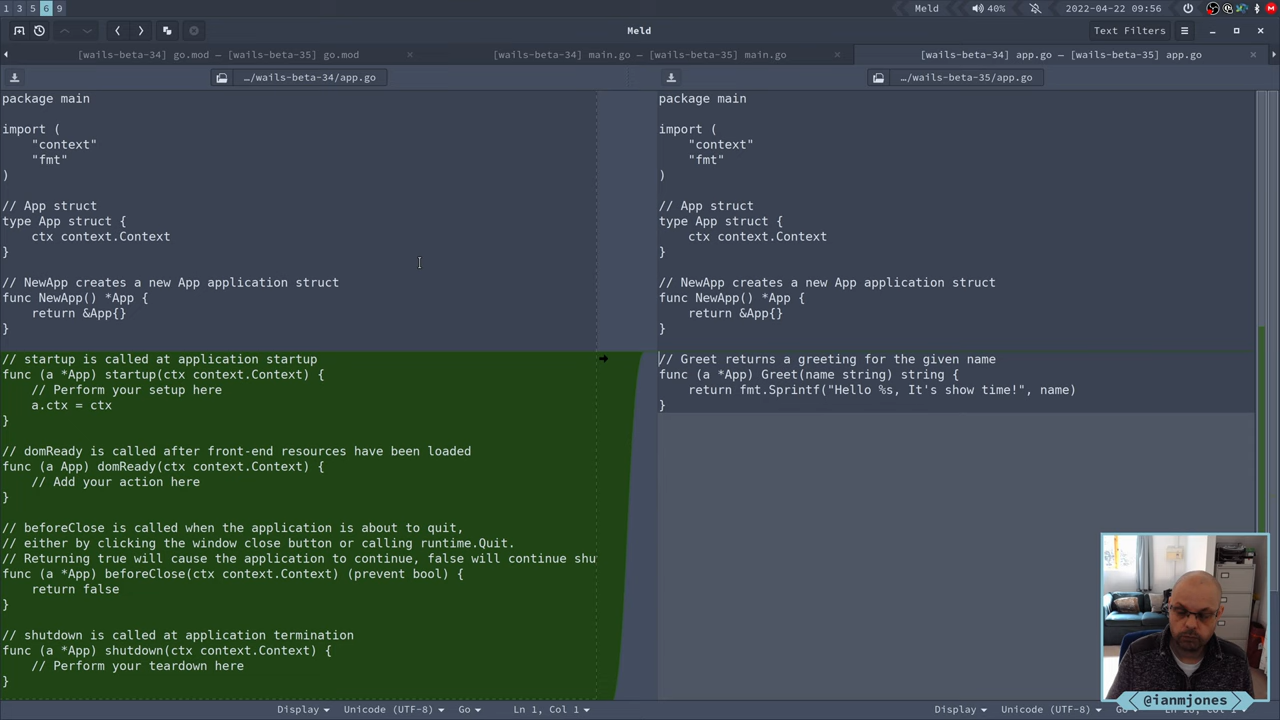 1 3 5 6 9
Meld
40%
2022-04-22 09:56
Meld
Text Filters
[wails-beta-34] go.mod — [wails-beta-35] go.mod
[wails-beta-34] main.go — [wails-beta-35] main.go
[wails-beta-34] app.go — [wails-beta-35] app.go
…/wails-beta-34/app.go
…/wails-beta-35/app.go
package main
import (
"context"
"fmt"
)
// App struct
type App struct {
ctx context.Context
}
// NewApp creates a new App application struct
func NewApp() *App {
return &App{}
}
// startup is called at application startup
func (a *App) startup(ctx context.Context) {
// Perform your setup here
a.ctx = ctx
}
// domReady is called after front-end resources have been loaded
func (a App) domReady(ctx context.Context) {
// Add your action here
}
// beforeClose is called when the application is about to quit,
// either by clicking the window close button or calling runtime.Quit.
// Returning true will cause the application to continue, false will continue shu
func (a *App) beforeClose(ctx context.Context) (prevent bool) {
return false
}
// shutdown is called at application termination
func (a *App) shutdown(ctx context.Context) {
// Perform your teardown here
}
package main
import (
"context"
"fmt"
)
// App struct
type App struct {
ctx context.Context
}
// NewApp creates a new App application struct
func NewApp() *App {
return &App{}
}
// Greet returns a greeting for the given name
func (a *App) Greet(name string) string {
return fmt.Sprintf("Hello %s, It's show time!", name)
}
Display Unicode (UTF-8) Go Ln 1, Col 1
Display Unicode (UTF-8)
@ianmjones